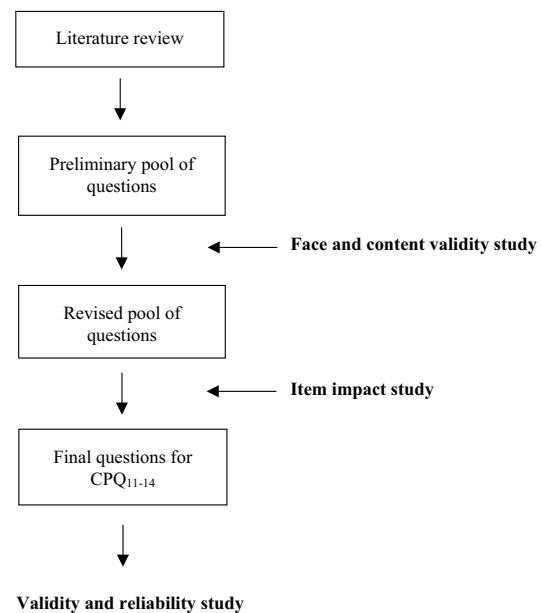 Literature review
Preliminary pool of
questions
Face and content validity study
Revised pool of
questions
Item impact study
Final questions for
CPQ11-14
Validity and reliability study